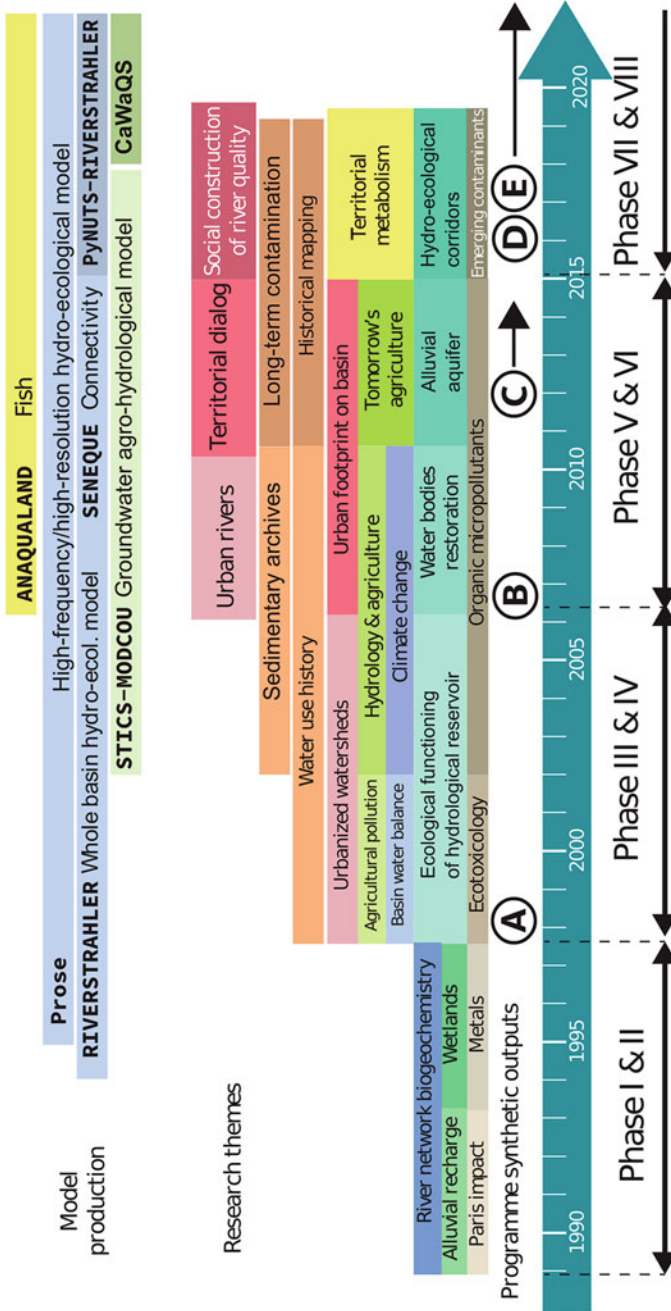 Model
production
ANAQUALAND Fish
Prose High-frequency/high-resolution hydro-ecological model
RIVERSTRAHLER Whole basin hydro-ecol. model SENEQUE Connectivity PyNUTS-RIVERSTRAHLER
STICS-MODCOU Groundwater agro-hydrological model CaWaQS
Research themes
Urban rivers
Territorial dialog
Social construction
of river quality
Sedimentary archives
Long-term contamination
Water use history
Historical mapping
Urbanized watersheds
Urban footprint on basin
Territorial
metabolism
Agricultural pollution
Hydrology & agriculture
Tomorrow's
agriculture
Basin water balance
Climate change
River network biogeochemistry
Alluvial recharge
Wetlands
Ecological functioning
of hydrological reservoir
Water bodies
restoration
Alluvial
aquifer
Hydro-ecological
corridors
Paris impact
Metals
Ecotoxicology
Organic micropollutants
Emerging contaminants
Programme synthetic outputs
A
B
C
D
E
1990
1995
2000
2005
2010
2015
2020
Phase I & II
Phase III & IV
Phase V & VI
Phase VII & VIII